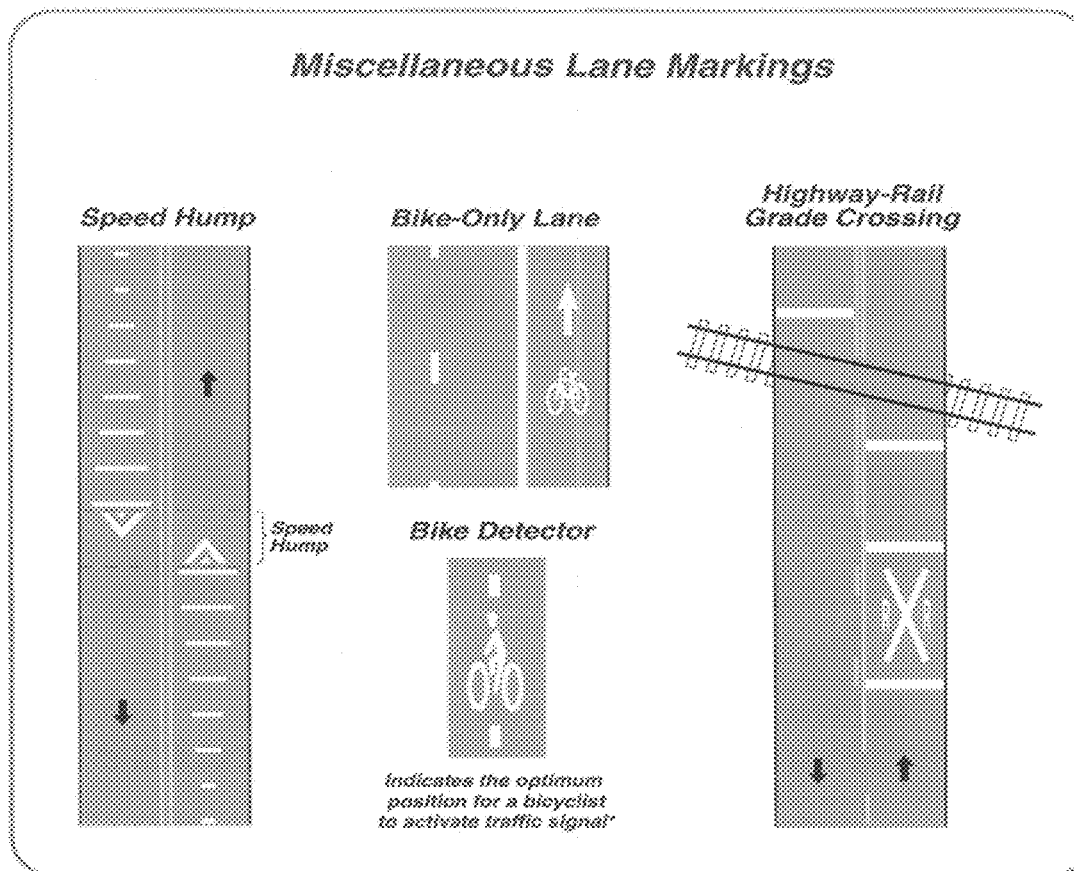 Miscellaneous Lane Markings
Speed Hump
Speed
Hump
Bike-Only Lane
Bike Detector
Indicates the optimum
position for a bicyclist
to activate traffic signal*
Highway-Rail
Grade Crossing
R R